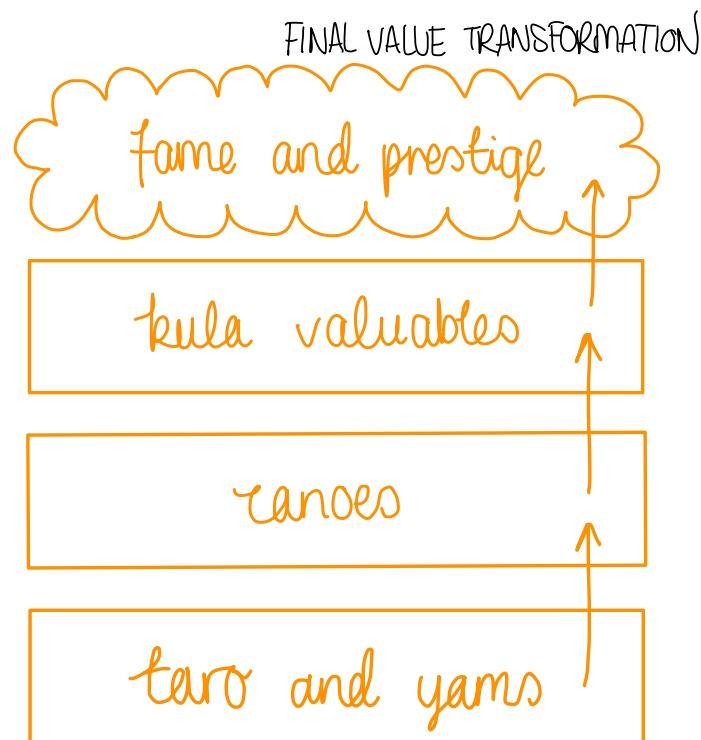 FINAL VALUE TRANSFORMATION
fame and prestige
kula valuables
canoes
taro and yams